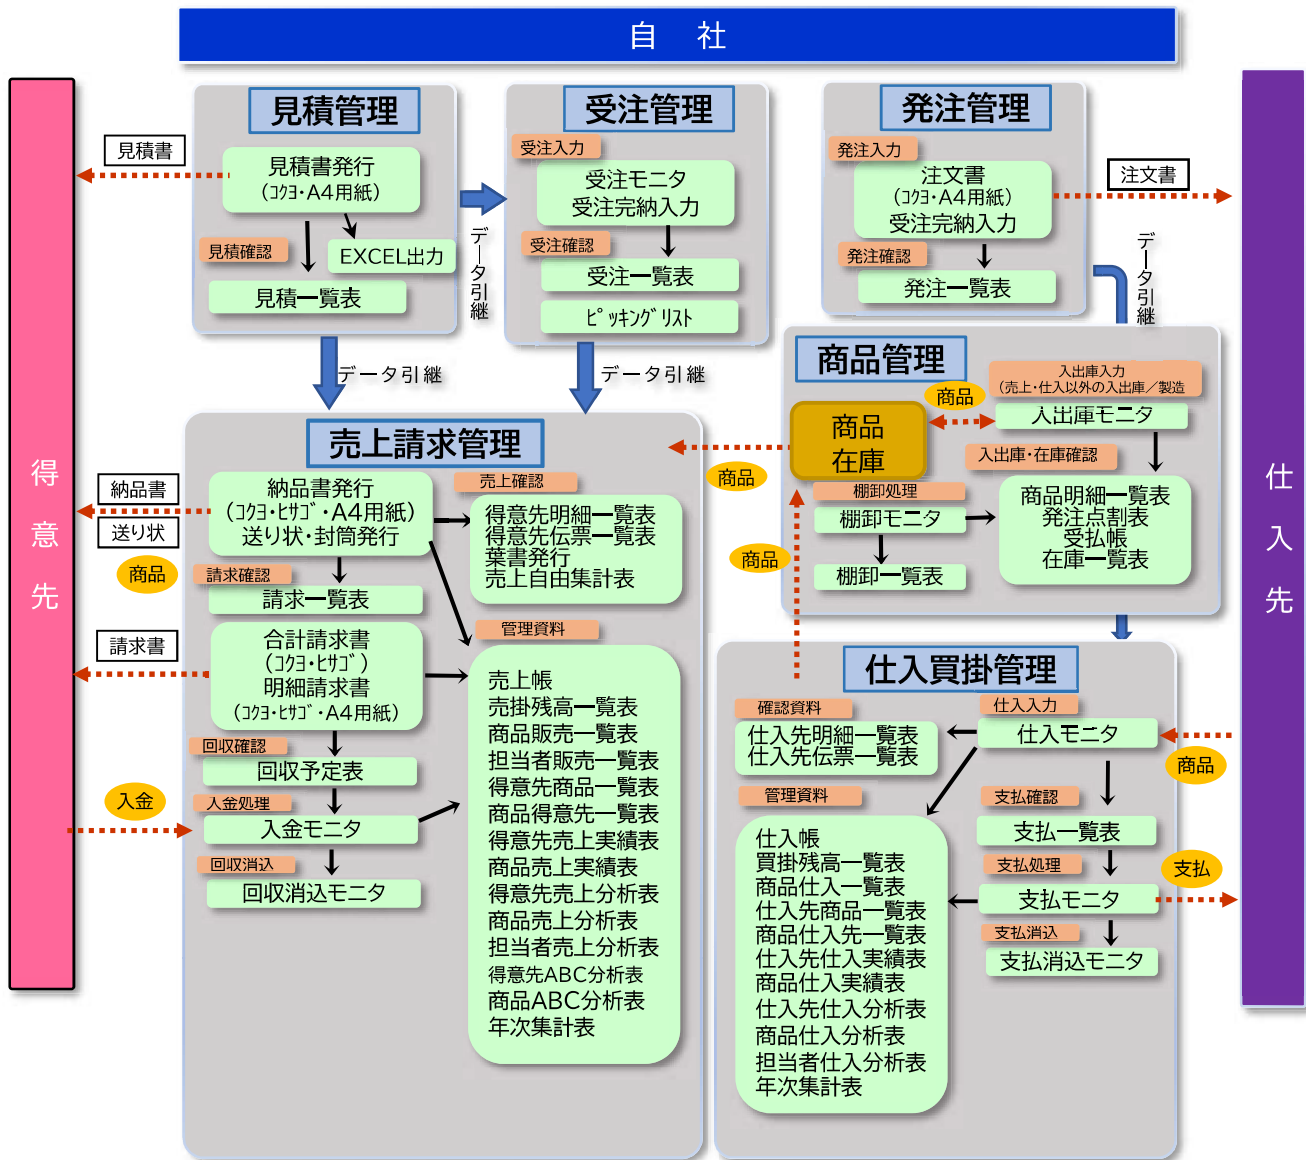 自 社
得意先
仕入先
見積管理
見積書
見積書発行
(ｺｸﾖ･A4用紙)
見積確認
EXCEL出力
見積一覧表
データ引継
データ引継
受注管理
受注入力
受注モニタ
受注完納入力
受注確認
受注一覧表
ﾋﾟｯｷﾝｸﾞﾘｽﾄ
データ引継
発注管理
発注入力
注文書
(ｺｸﾖ･A4用紙)
受注完納入力
発注確認
発注一覧表
注文書
データ引継
商品管理
入出庫入力
(売上･仕入以外の入出庫／製造
商品
入出庫モニタ
商品
在庫
入出庫･在庫確認
棚卸処理
棚卸モニタ
棚卸一覧表
商品明細一覧表
発注点割表
受払帳
在庫一覧表
商品
商品
売上請求管理
納品書
送り状
商品
納品書発行
(ｺｸﾖ･ﾋｻｺﾞ･A4用紙)
送り状･封筒発行
売上確認
得意先明細一覧表
得意先伝票一覧表
葉書発行
売上自由集計表
請求確認
請求一覧表
請求書
合計請求書
(ｺｸﾖ･ﾋｻｺﾞ)
明細請求書
(ｺｸﾖ･ﾋｻｺﾞ･A4用紙)
回収確認
回収予定表
入金
入金処理
入金モニタ
回収消込
回収消込モニタ
管理資料
売上帳
売掛残高一覧表
商品販売一覧表
担当者販売一覧表
得意先商品一覧表
商品得意先一覧表
得意先売上実績表
商品売上実績表
得意先売上分析表
商品売上分析表
担当者売上分析表
得意先ABC分析表
商品ABC分析表
年次集計表
仕入買掛管理
確認資料
仕入先明細一覧表
仕入先伝票一覧表
仕入入力
仕入モニタ
商品
管理資料
仕入帳
買掛残高一覧表
商品仕入一覧表
仕入先商品一覧表
商品仕入先一覧表
仕入先仕入実績表
商品仕入実績表
仕入先仕入分析表
商品仕入分析表
担当者仕入分析表
年次集計表
支払確認
支払一覧表
支払処理
支払モニタ
支払
支払消込
支払消込モニタ